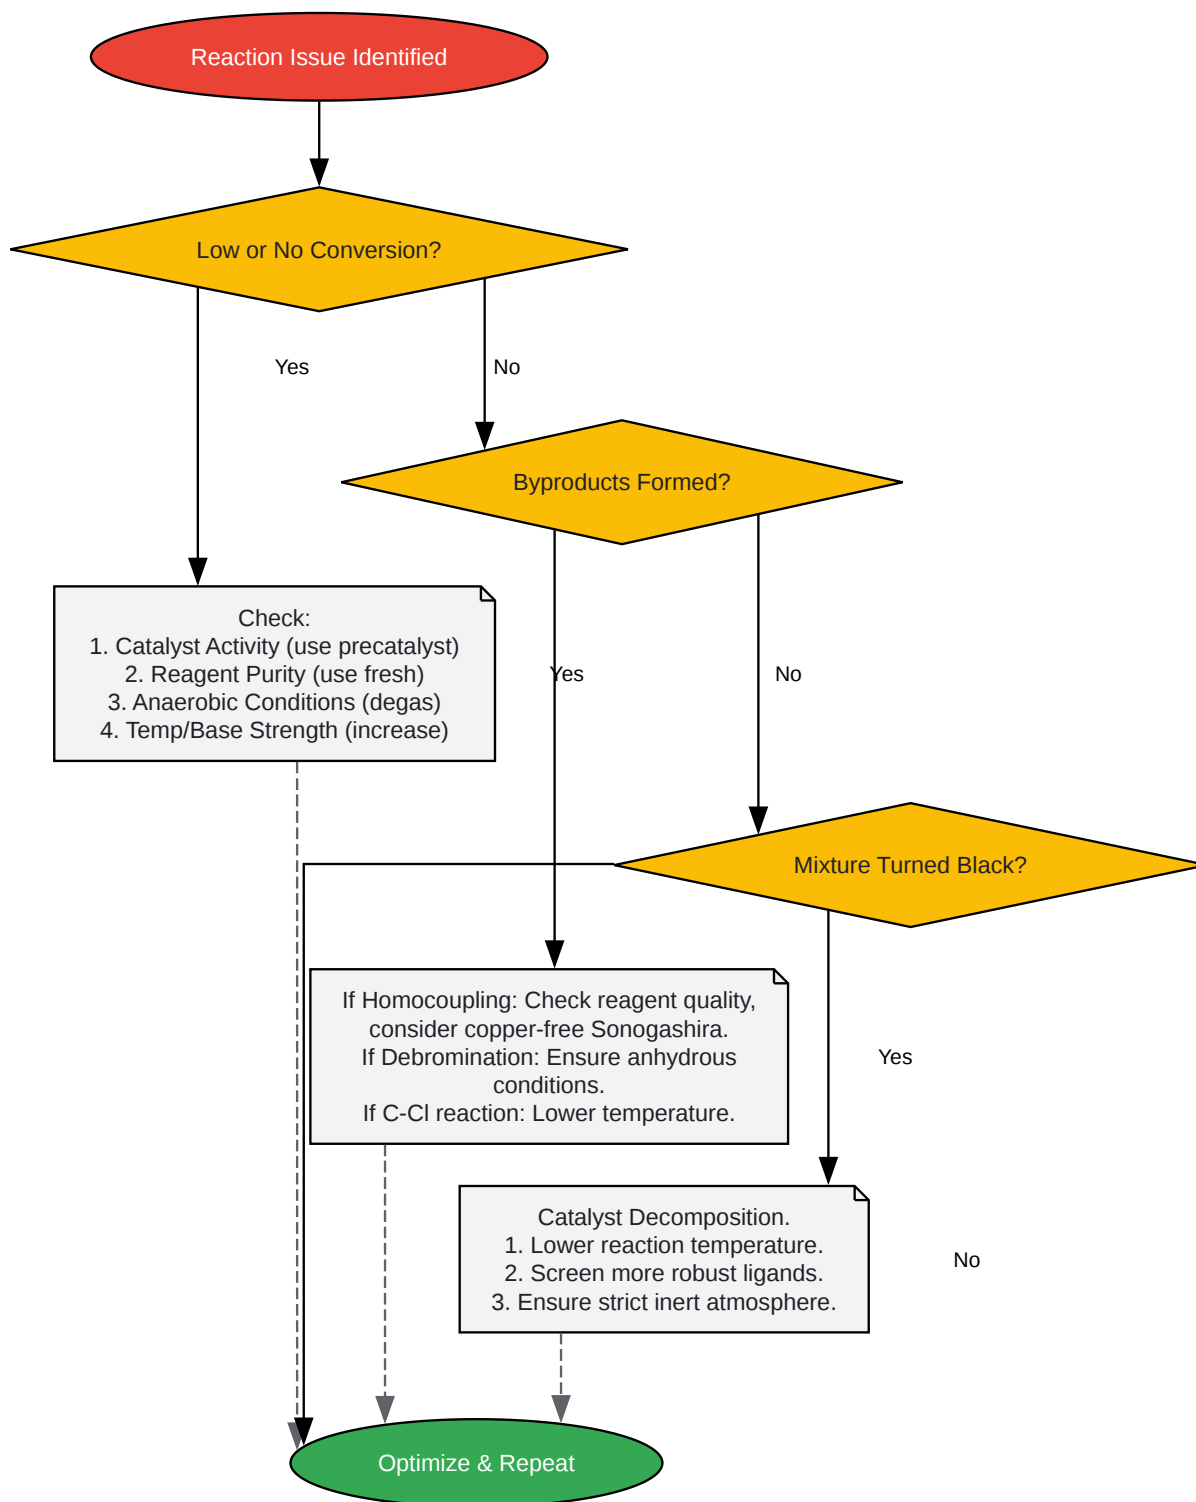 Reaction Issue Identified
Low or No Conversion?
Yes
No
Byproducts Formed?
Check:
1. Catalyst Activity (use precatalyst)
2. Reagent Purity (use fresh)
3. Anaerobic Conditions (degas)
4. Temp/Base Strength (increase)
Yes
No
Mixture Turned Black?
If Homocoupling: Check reagent quality,
consider copper-free Sonogashira.
If Debromination: Ensure anhydrous
conditions.
If C-Cl reaction: Lower temperature.
Yes
Catalyst Decomposition.
1. Lower reaction temperature.
2. Screen more robust ligands.
3. Ensure strict inert atmosphere.
No
Optimize & Repeat